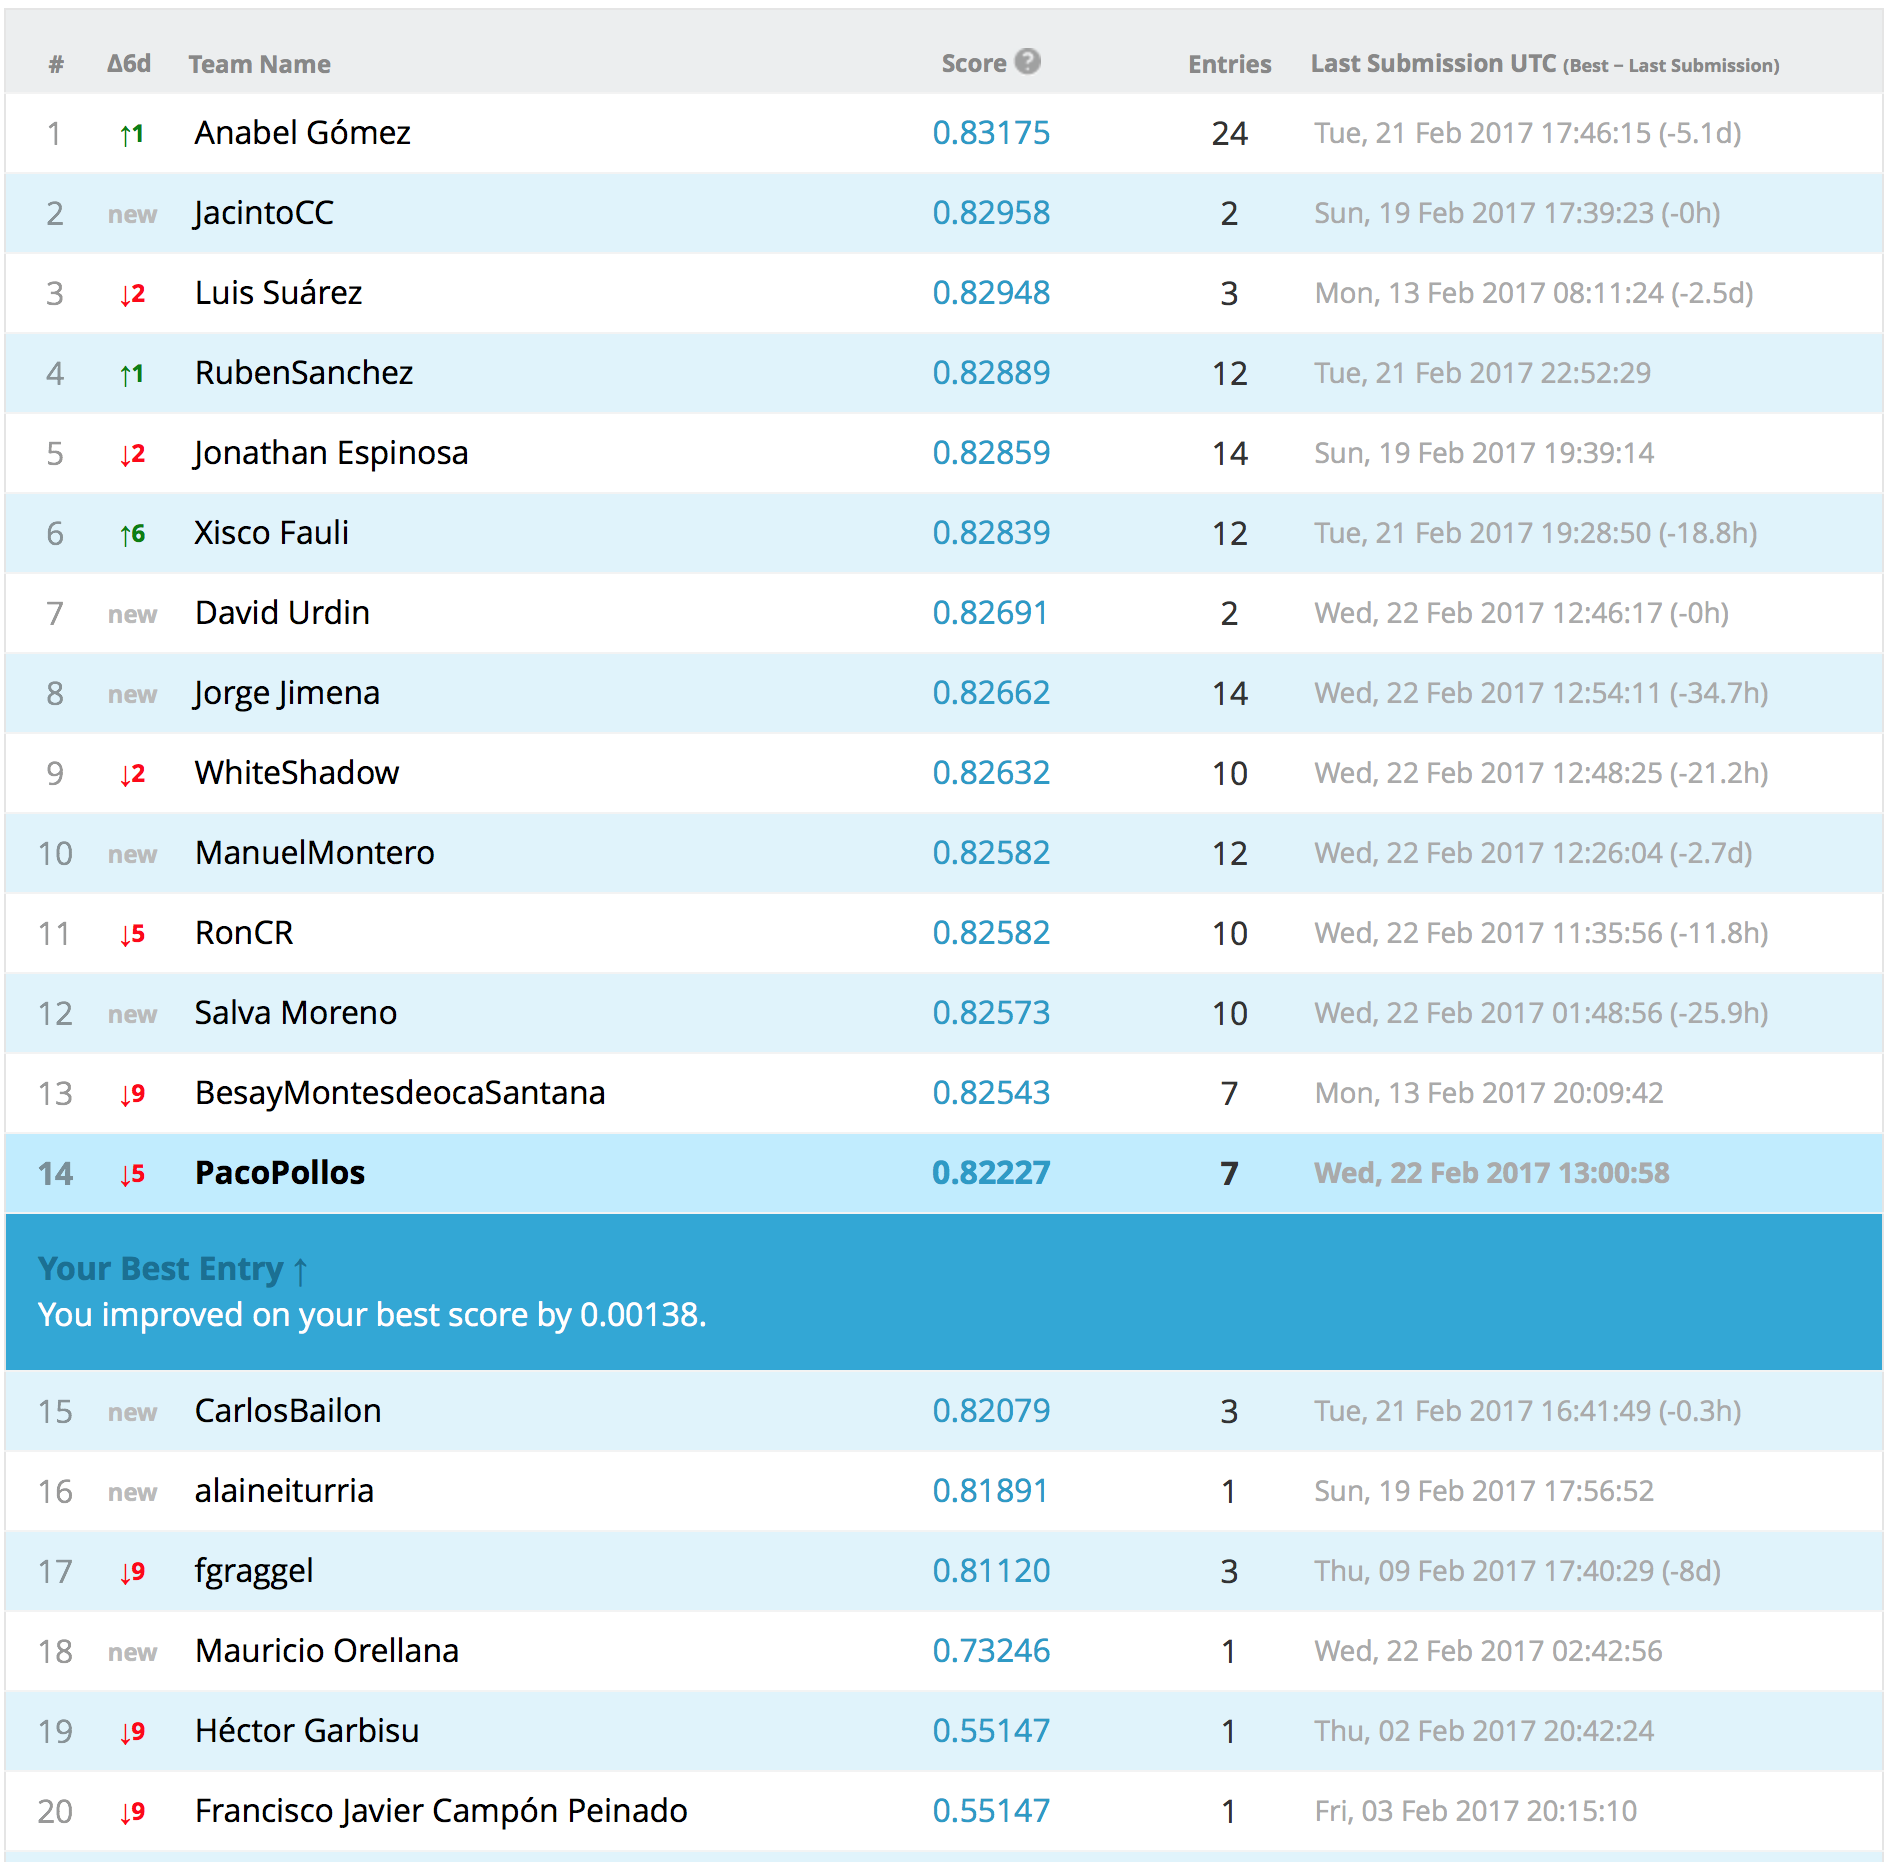 # Δ6d Team Name Score ? Entries Last Submission UTC (Best − Last Submission)
1 ↑1 Anabel Gómez 0.83175 24 Tue, 21 Feb 2017 17:46:15 (-5.1d)
2 new JacintoCC 0.82958 2 Sun, 19 Feb 2017 17:39:23 (-0h)
3 ↓2 Luis Suárez 0.82948 3 Mon, 13 Feb 2017 08:11:24 (-2.5d)
4 ↑1 RubenSanchez 0.82889 12 Tue, 21 Feb 2017 22:52:29
5 ↓2 Jonathan Espinosa 0.82859 14 Sun, 19 Feb 2017 19:39:14
6 ↑6 Xisco Fauli 0.82839 12 Tue, 21 Feb 2017 19:28:50 (-18.8h)
7 new David Urdin 0.82691 2 Wed, 22 Feb 2017 12:46:17 (-0h)
8 new Jorge Jimena 0.82662 14 Wed, 22 Feb 2017 12:54:11 (-34.7h)
9 ↓2 WhiteShadow 0.82632 10 Wed, 22 Feb 2017 12:48:25 (-21.2h)
10 new ManuelMontero 0.82582 12 Wed, 22 Feb 2017 12:26:04 (-2.7d)
11 ↓5 RonCR 0.82582 10 Wed, 22 Feb 2017 11:35:56 (-11.8h)
12 new Salva Moreno 0.82573 10 Wed, 22 Feb 2017 01:48:56 (-25.9h)
13 ↓9 BesayMontesdeocaSantana 0.82543 7 Mon, 13 Feb 2017 20:09:42
14 ↓5 PacoPollos 0.82227 7 Wed, 22 Feb 2017 13:00:58
Your Best Entry ↑
You improved on your best score by 0.00138.
15 new CarlosBailon 0.82079 3 Tue, 21 Feb 2017 16:41:49 (-0.3h)
16 new alaineiturria 0.81891 1 Sun, 19 Feb 2017 17:56:52
17 ↓9 fgraggel 0.81120 3 Thu, 09 Feb 2017 17:40:29 (-8d)
18 new Mauricio Orellana 0.73246 1 Wed, 22 Feb 2017 02:42:56
19 ↓9 Héctor Garbisu 0.55147 1 Thu, 02 Feb 2017 20:42:24
20 ↓9 Francisco Javier Campón Peinado 0.55147 1 Fri, 03 Feb 2017 20:15:10